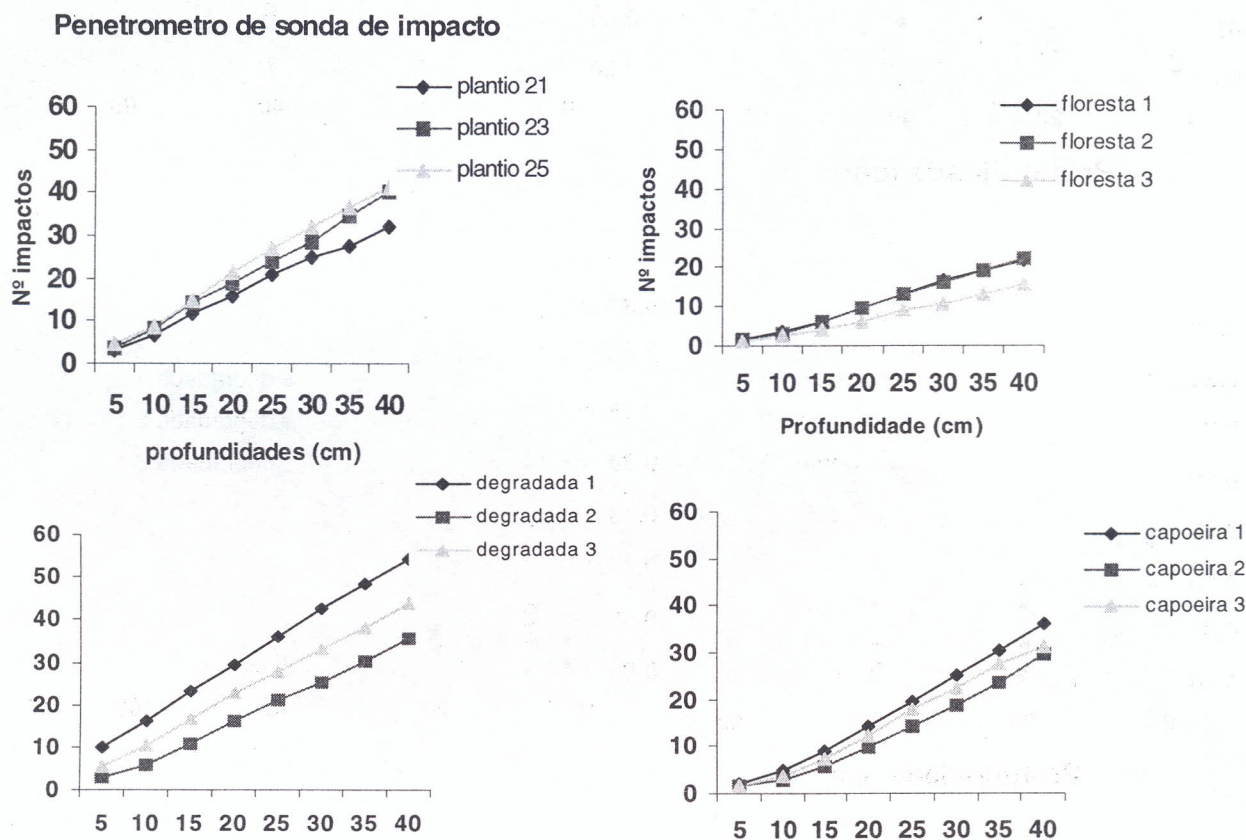 Penetrometro de sonda de impacto
plantio 21
plantio 23
plantio 25
Nº impactos
60
50
40
30
20
10
0
5 10 15 20 25 30 35 40
profundidades (cm)
floresta 1
floresta 2
floresta 3
Nº impactos
60
50
40
30
20
10
0
5 10 15 20 25 30 35 40
Profundidade (cm)
degradada 1
degradada 2
degradada 3
60
50
40
30
20
10
0
5 10 15 20 25 30 35 40
capoeira 1
capoeira 2
capoeira 3
60
50
40
30
20
10
0
5 10 15 20 25 30 35 40